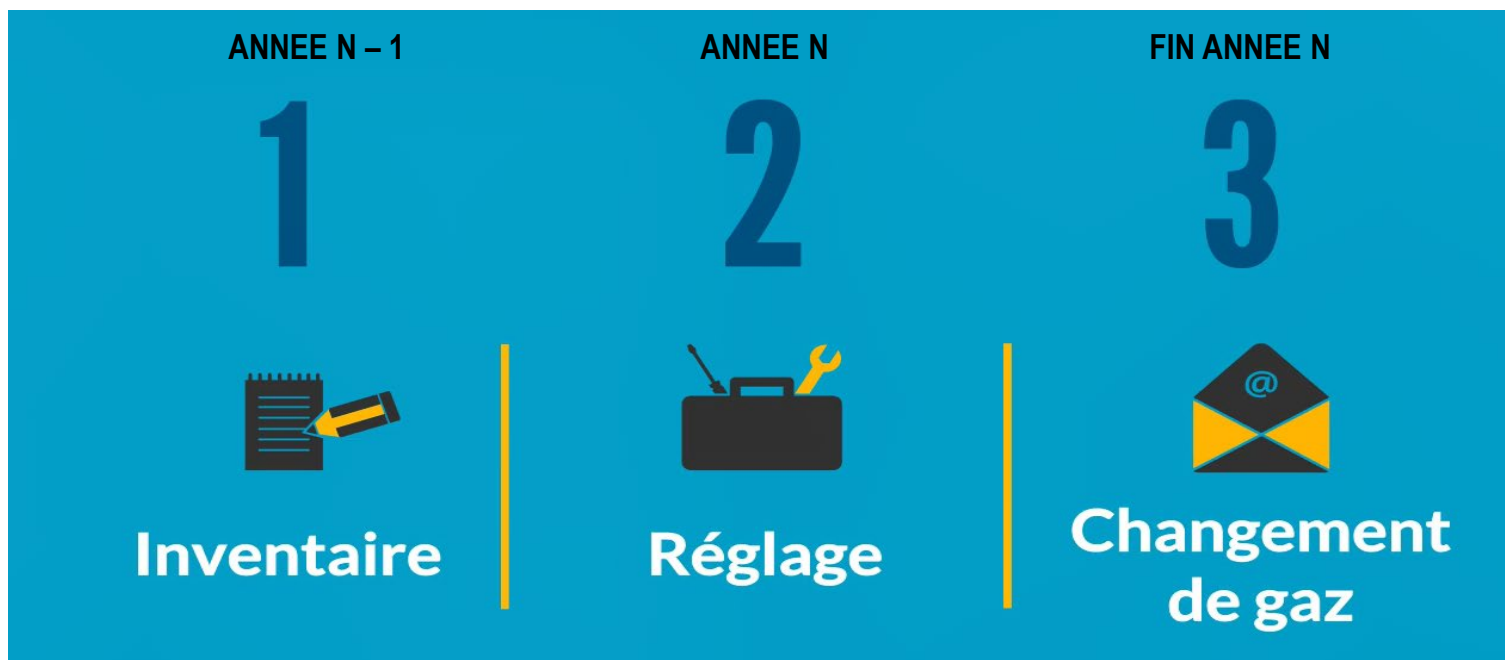 ANNEE N – 1
ANNEE N
FIN ANNEE N
1
2
3
@
Inventaire
Réglage
Changement
de gaz